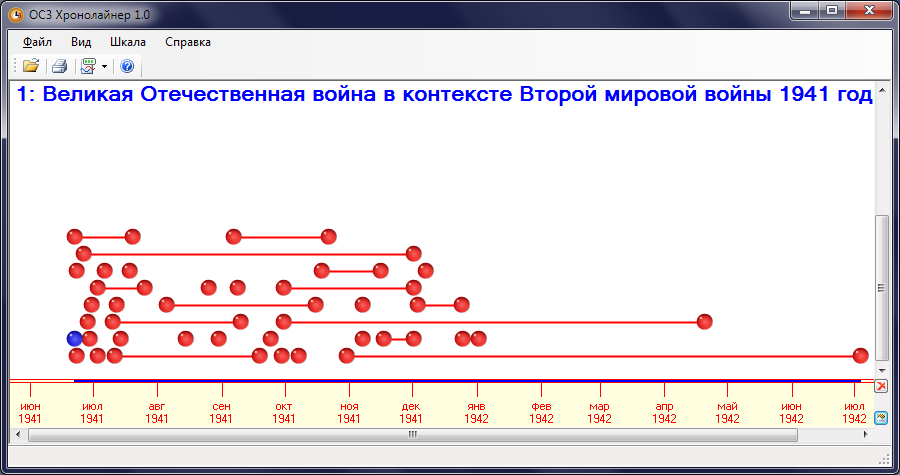 ОСЗ Хронолайнер 1.0
Файл Вид Шкала Справка
1: Великая Отечественная война в контексте Второй мировой войны 1941 год
июн июл авг сен окт ноя дек янв фев мар апр май июн июл
1941 1941 1941 1941 1941 1941 1941 1942 1942 1942 1942 1942 1942 1942